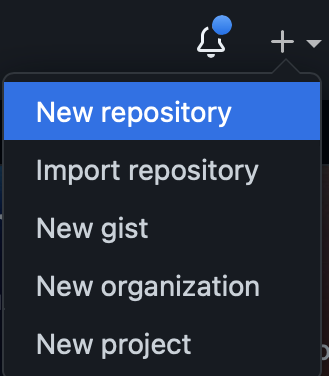 New repository
Import repository
New gist
New organization
New project